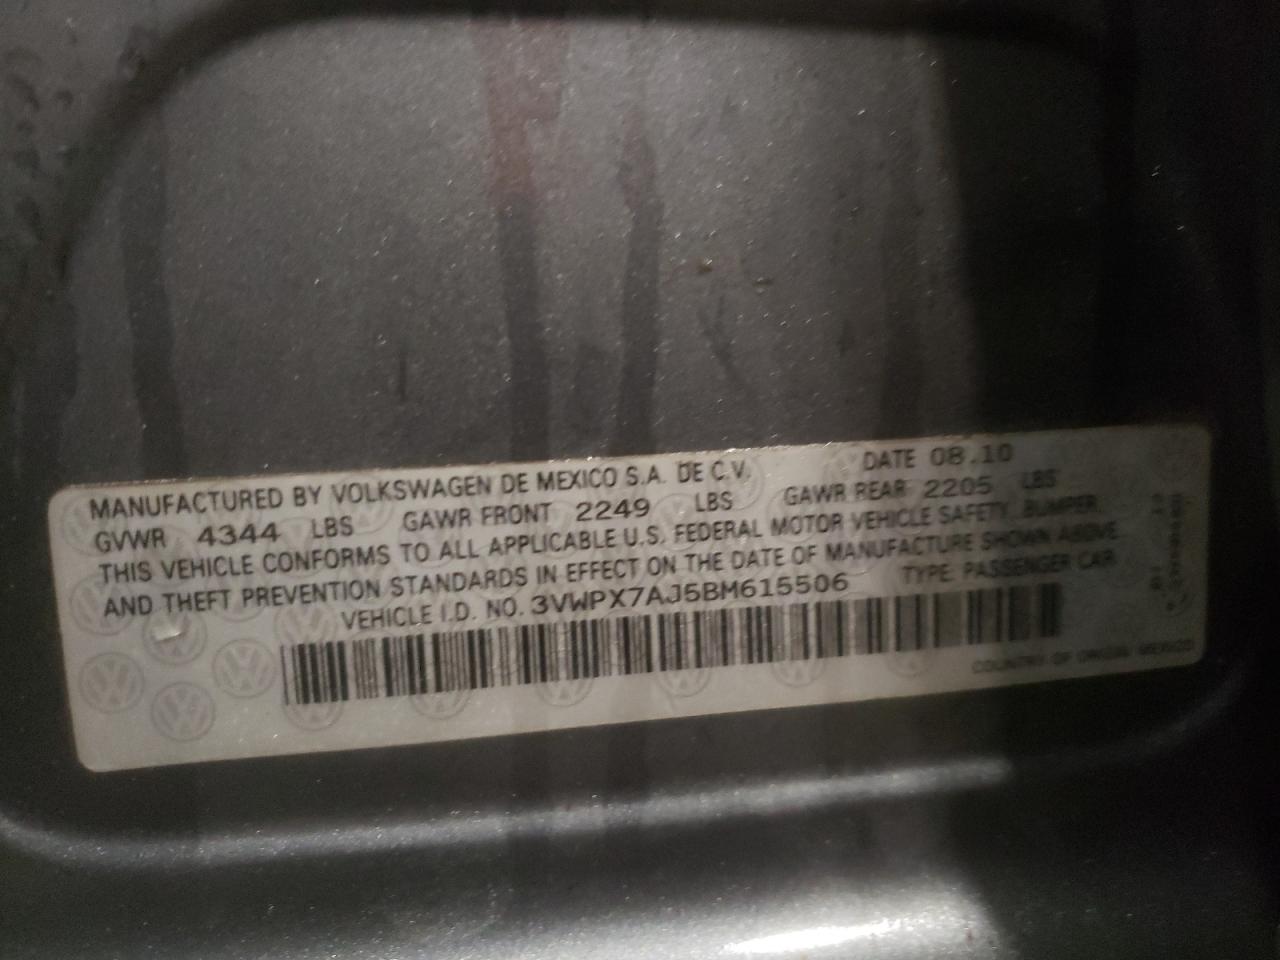 MANUFACTURED BY VOLKSWAGEN DE MEXICO S.A. DE C.V. DATE 08.10
GVWR 4344 LBS GAWR FRONT 2249 LBS GAWR REAR 2205 LBS
THIS VEHICLE CONFORMS TO ALL APPLICABLE U.S. FEDERAL MOTOR VEHICLE SAFETY, BUMPER,
AND THEFT PREVENTION STANDARDS IN EFFECT ON THE DATE OF MANUFACTURE SHOWN ABOVE
VEHICLE I.D. NO. 3VWPX7AJ5BM615506 TYPE: PASSENGER CAR
COUNTRY OF ORIGIN: MEXICO